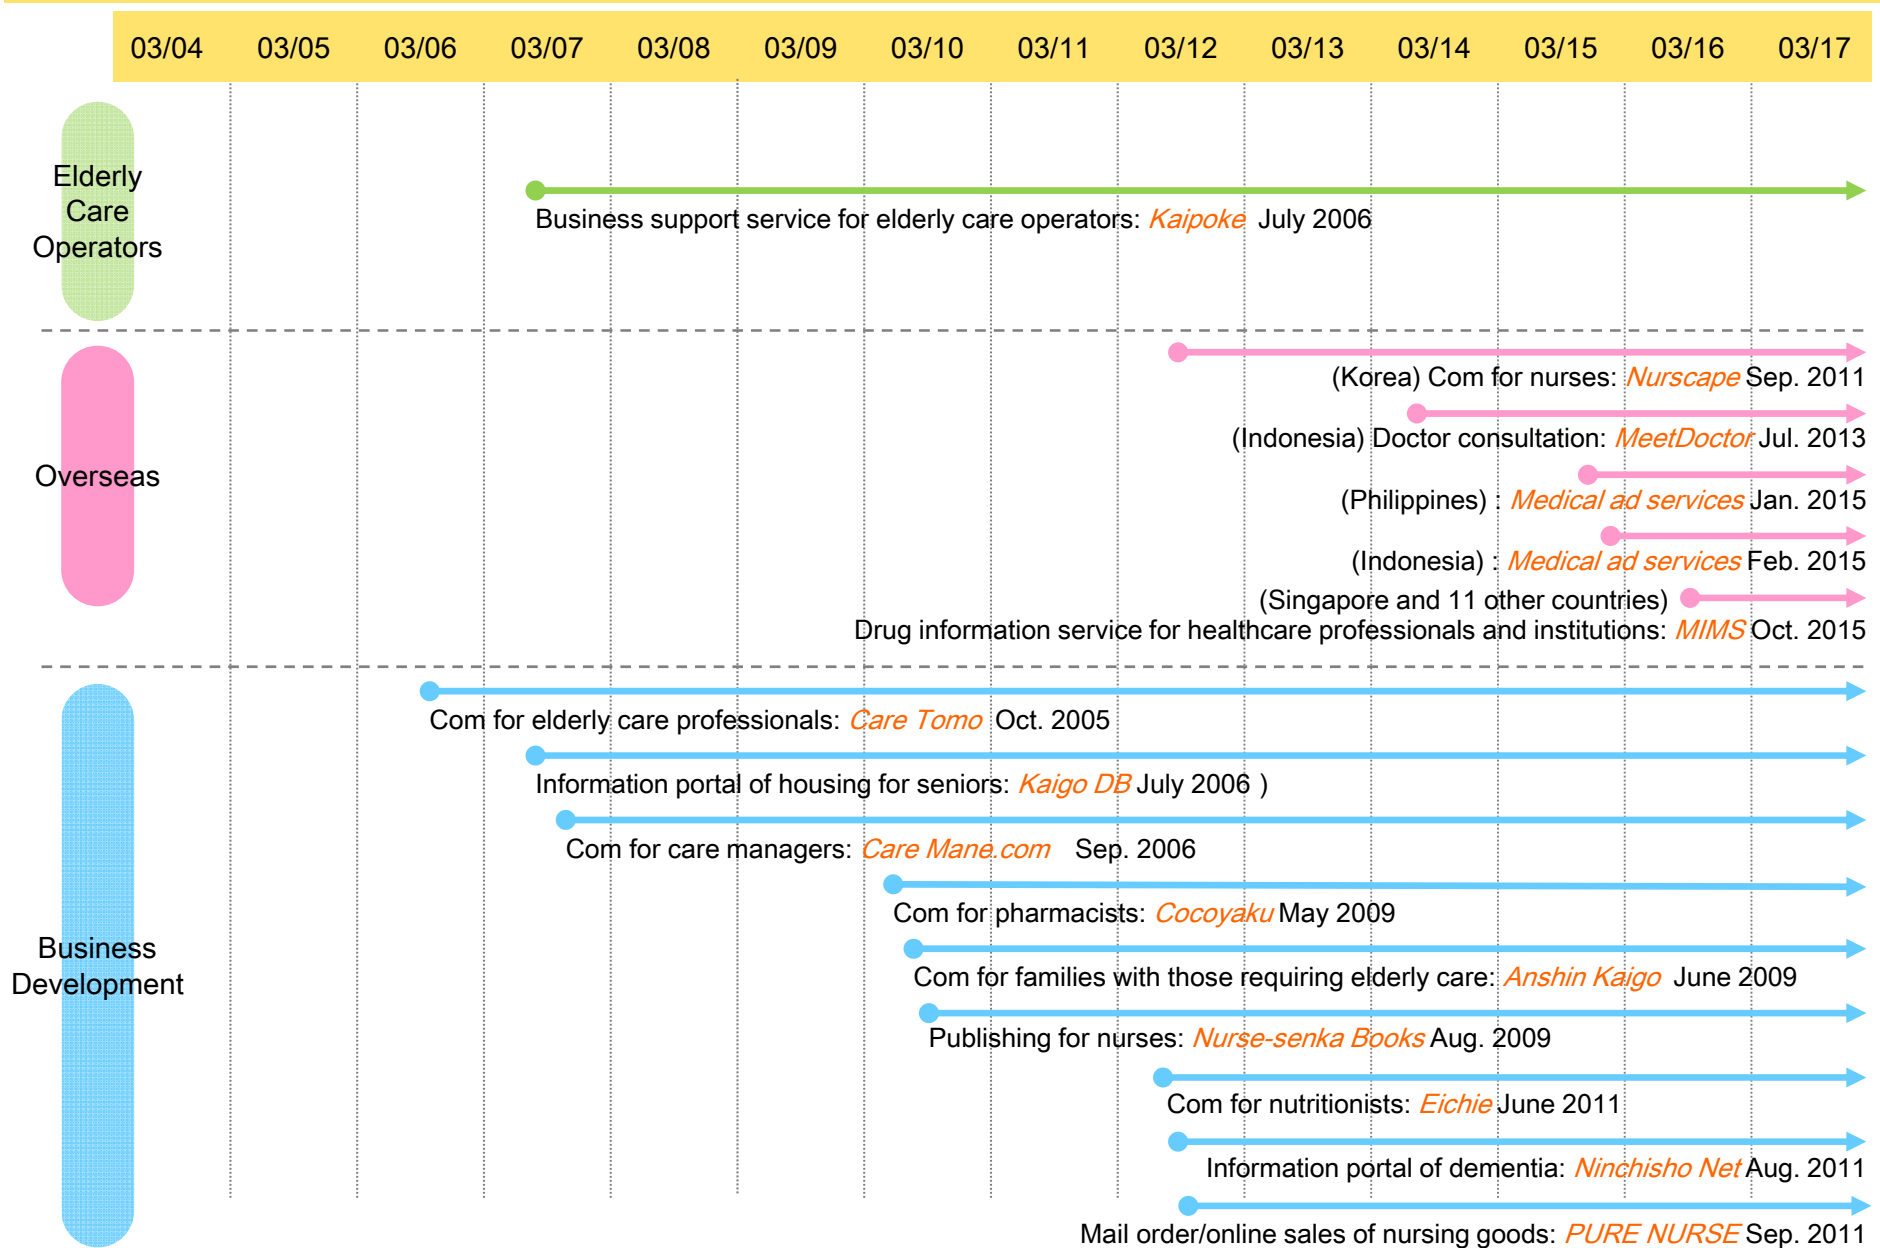 03/04 03/05 03/06 03/07 03/08 03/09 03/10 03/11 03/12 03/13 03/14 03/15 03/16 03/17
Elderly
Care
Operators
Business support service for elderly care operators: Kaipoke July 2006
Overseas
(Korea) Com for nurses: Nurscape Sep. 2011
(Indonesia) Doctor consultation: MeetDoctor Jul. 2013
(Philippines) : Medical ad services Jan. 2015
(Indonesia) : Medical ad services Feb. 2015
(Singapore and 11 other countries)
Drug information service for healthcare professionals and institutions: MIMS Oct. 2015
Business
Development
Com for elderly care professionals: Care Tomo Oct. 2005
Information portal of housing for seniors: Kaigo DB July 2006 )
Com for care managers: Care Mane.com Sep. 2006
Com for pharmacists: Cocoyaku May 2009
Com for families with those requiring elderly care: Anshin Kaigo June 2009
Publishing for nurses: Nurse-senka Books Aug. 2009
Com for nutritionists: Eichie June 2011
Information portal of dementia: Ninchisho Net Aug. 2011
Mail order/online sales of nursing goods: PURE NURSE Sep. 2011